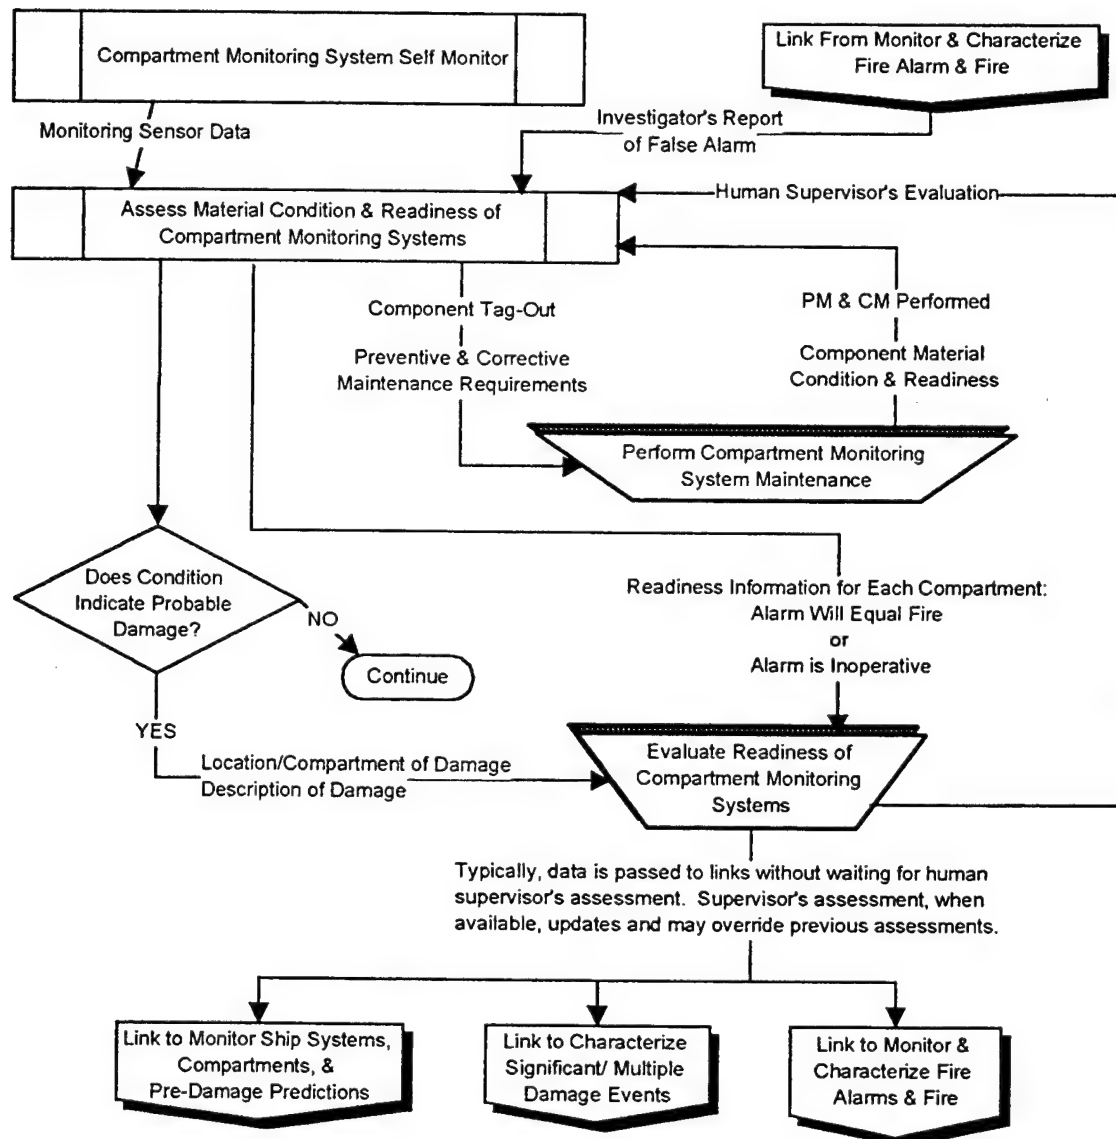 Compartment Monitoring System Self Monitor
Link From Monitor & Characterize
Fire Alarm & Fire
Monitoring Sensor Data
Investigator's Report
of False Alarm
Human Supervisor's Evaluation
Assess Material Condition & Readiness of
Compartment Monitoring Systems
Component Tag-Out
Preventive & Corrective
Maintenance Requirements
PM & CM Performed
Component Material
Condition & Readiness
Perform Compartment Monitoring
System Maintenance
Does Condition
Indicate Probable
Damage?
NO
Continue
YES
Readiness Information for Each Compartment:
Alarm Will Equal Fire
or
Alarm is Inoperative
Location/Compartment of Damage
Description of Damage
Evaluate Readiness of
Compartment Monitoring
Systems
Typically, data is passed to links without waiting for human
supervisor's assessment.  Supervisor's assessment, when
available, updates and may override previous assessments.
Link to Monitor Ship Systems,
Compartments, &
Pre-Damage Predictions
Link to Characterize
Significant/ Multiple
Damage Events
Link to Monitor &
Characterize Fire
Alarms & Fire